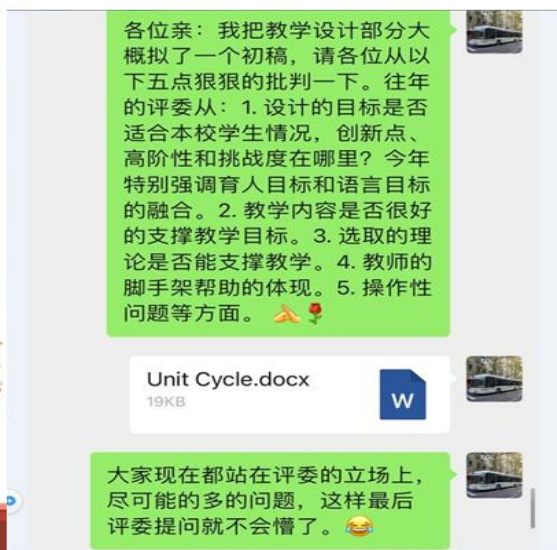 各位亲：我把教学设计部分大
概拟了一个初稿，请各位从以
下五点狠狠的批判一下。往年
的评委从：1. 设计的目标是否
适合本校学生情况，创新点、
高阶性和挑战度在哪里？今年
特别强调育人目标和语言目标
的融合。2. 教学内容是否很好
的支撑教学目标。3. 选取的理
论是否能支撑教学。4. 教师的
脚手架帮助的体现。5. 操作性
问题等方面。
Unit Cycle.docx
19KB
W
大家现在都站在评委的立场上，
尽可能的多的问题，这样最后
评委提问就不会懵了。